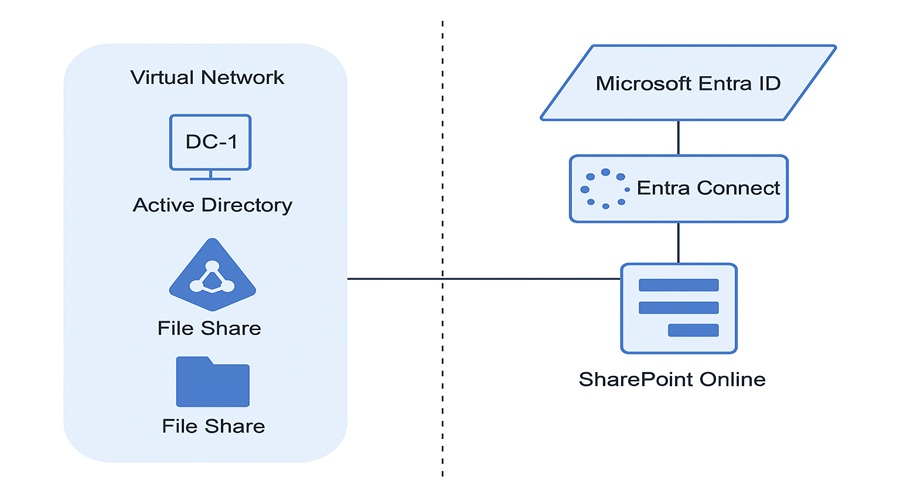 Virtual Network
DC-1
Active Directory
File Share
File Share
Microsoft Entra ID
Entra Connect
SharePoint Online